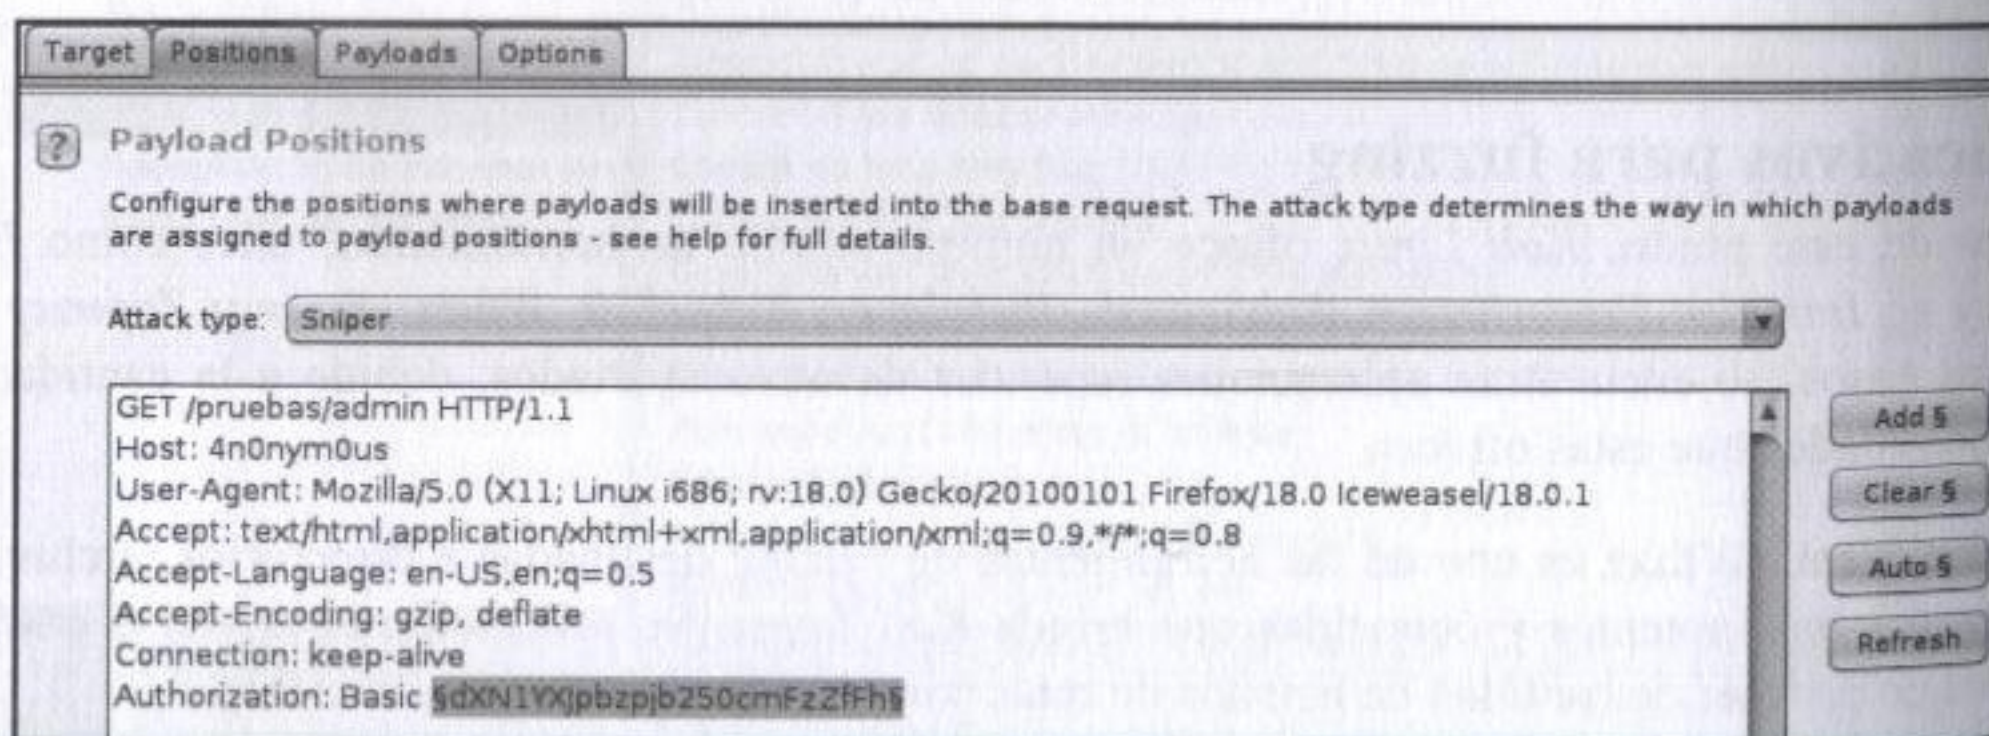 Target Positions Payloads Options
? Payload Positions
Configure the positions where payloads will be inserted into the base request. The attack type determines the way in which payloads
are assigned to payload positions - see help for full details.
Attack type: Sniper
GET /pruebas/admin HTTP/1.1
Host: 4n0nym0us
User-Agent: Mozilla/5.0 (X11; Linux i686; rv:18.0) Gecko/20100101 Firefox/18.0 Iceweasel/18.0.1
Accept: text/html,application/xhtml+xml,application/xml;q=0.9,*/*;q=0.8
Accept-Language: en-US,en;q=0.5
Accept-Encoding: gzip, deflate
Connection: keep-alive
Authorization: Basic §dXN1YXJpbzpjb250cmFzZfFh§
Add §
Clear §
Auto §
Refresh